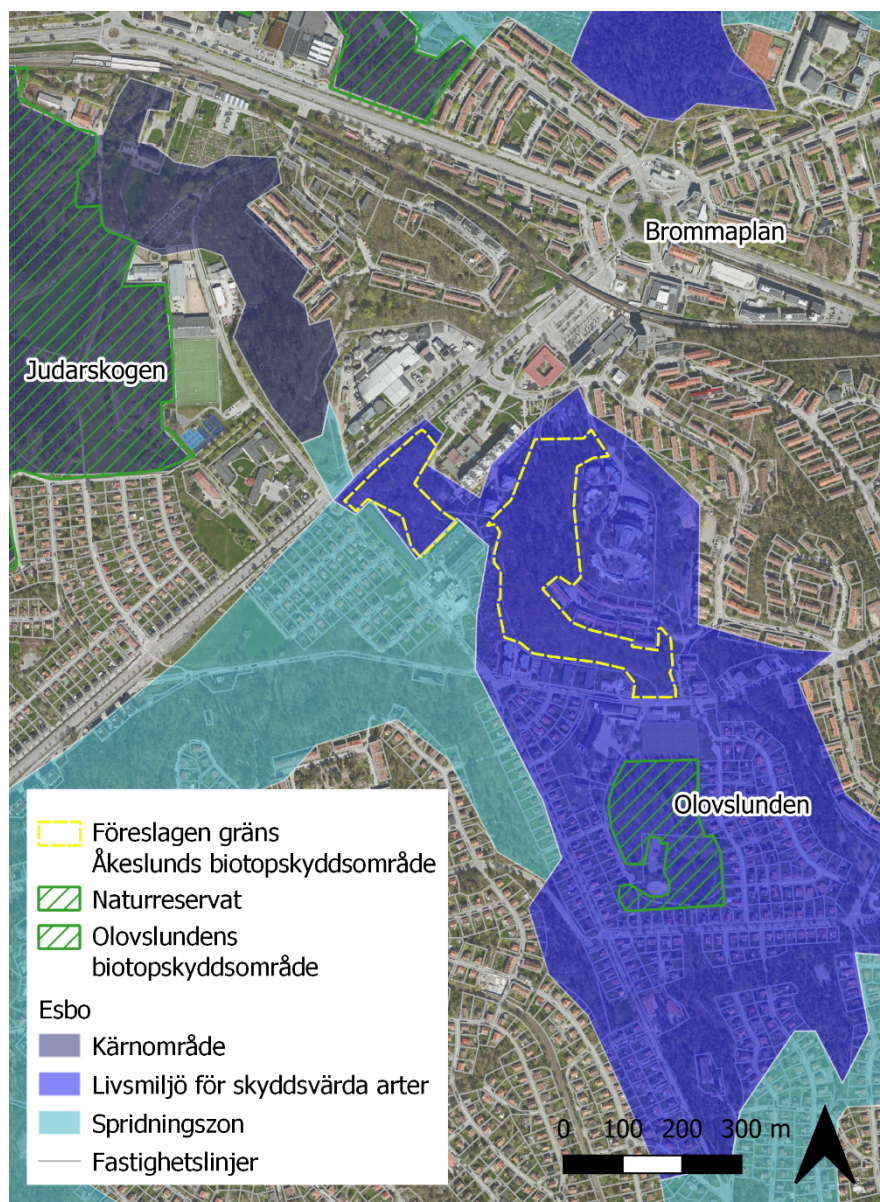 Brommaplan
Judarskogen
Olovslunden
Föreslagen gräns
Åkeslunds biotopskyddsområde
Naturreservat
Olovslundens
biotopskyddsområde
Esbo
Kärnområde
Livsmiljö för skyddsvärda arter
Spridningszon
Fastighetslinjer
0 100 200 300 m